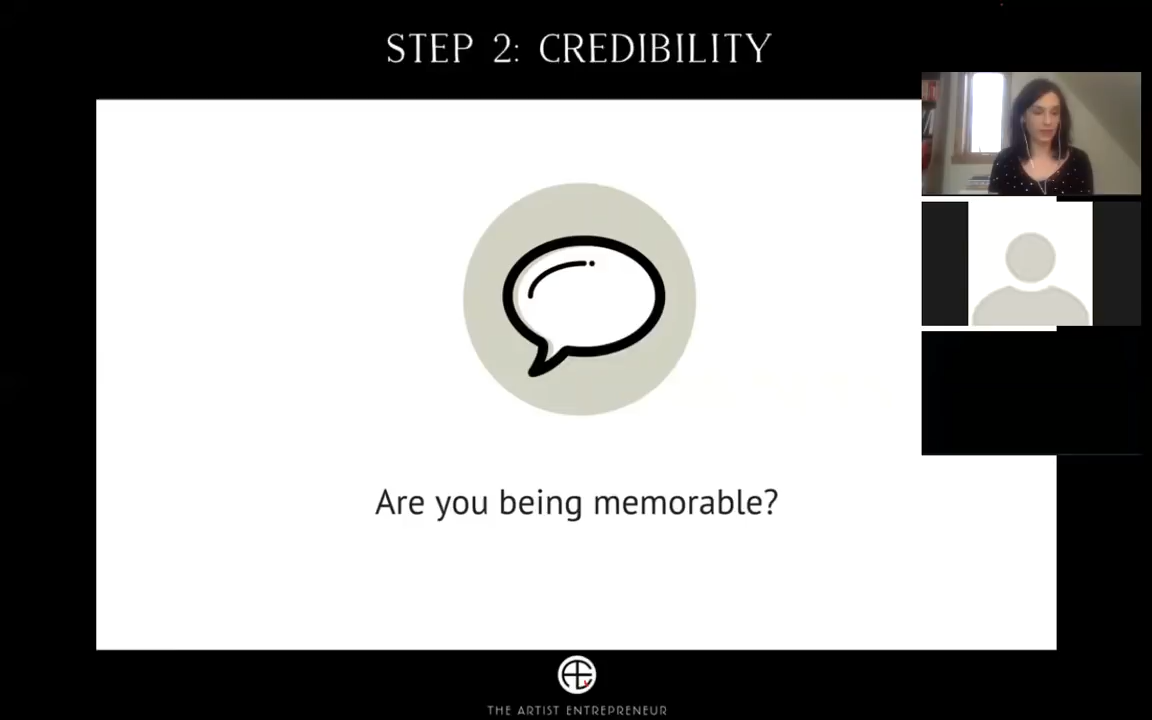 STEP 2: CREDIBILITY
Are you being memorable?
THE ARTIST ENTREPRENEUR